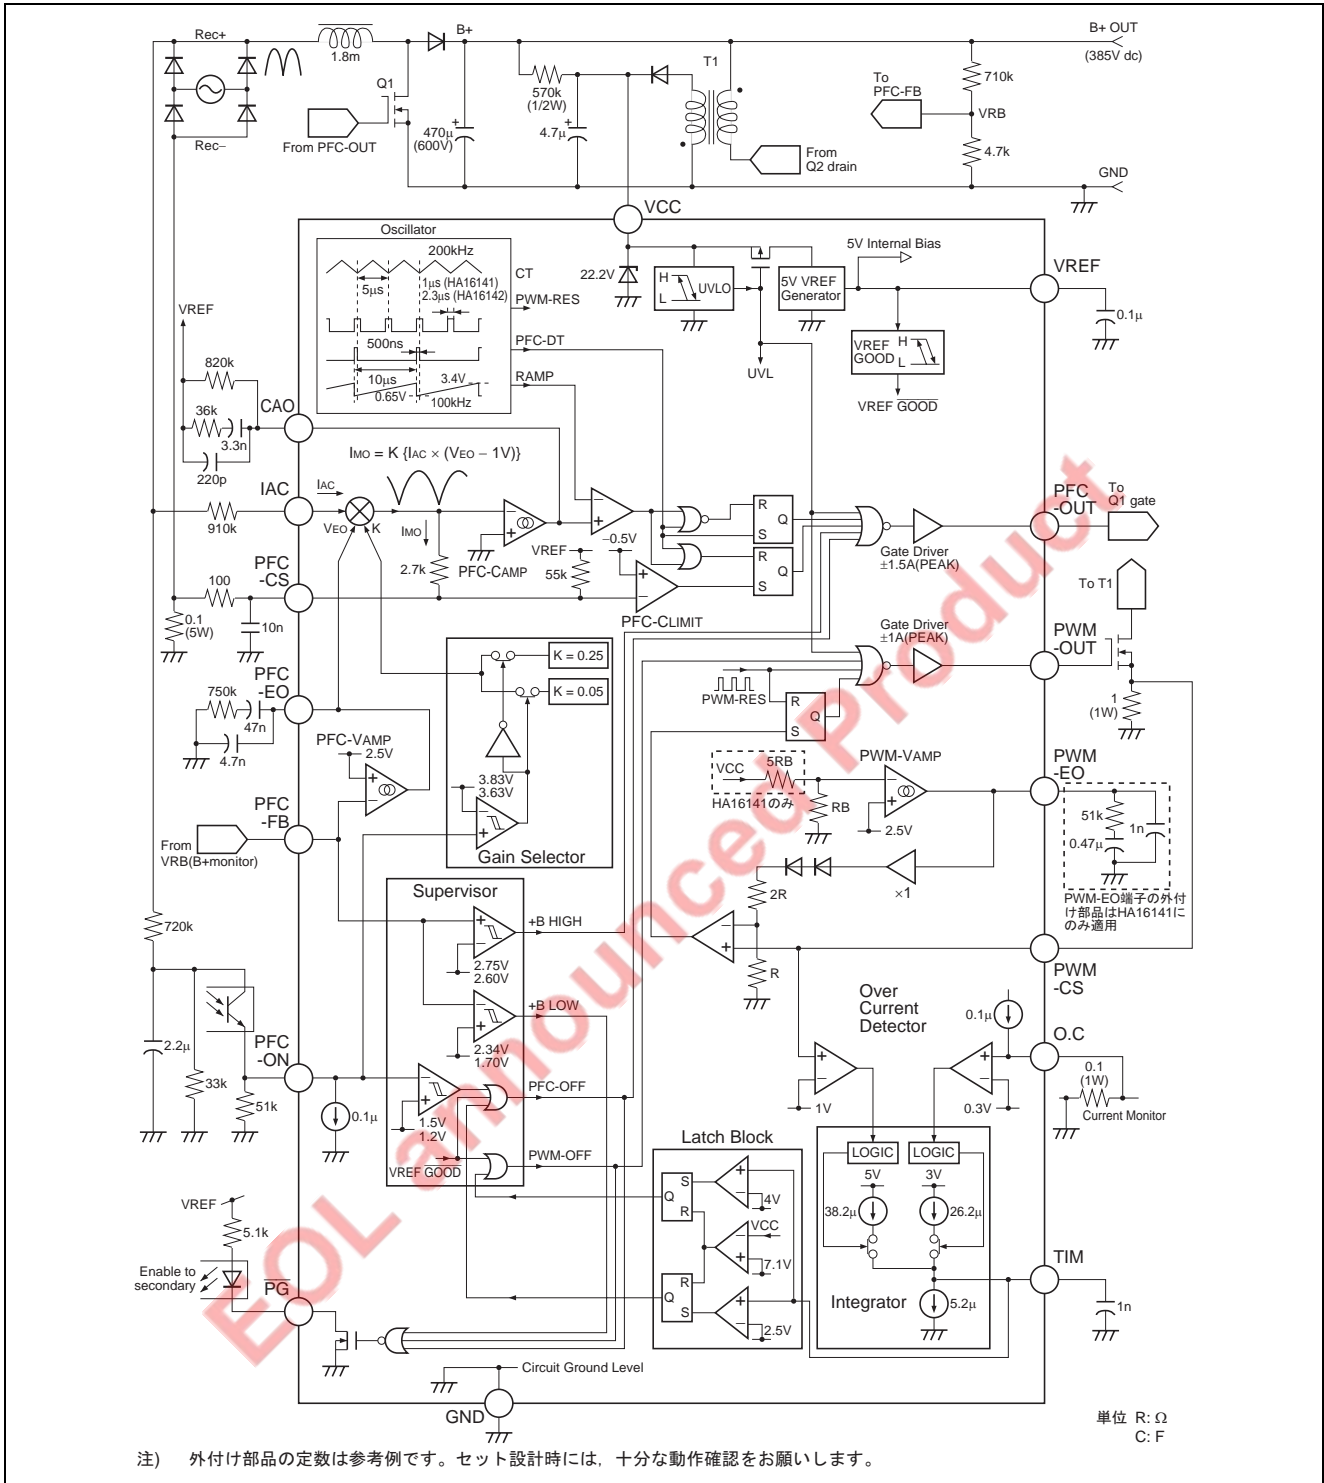 Rec+
1.8m
B+
B+ OUT
(385V dc)
Q1
570k
(1/2W)
T1
To
PFC-FB
710k
VRB
From PFC-OUT
470μ
(600V)
4.7μ
Rec−
From
Q2 drain
4.7k
GND
VCC
Oscillator
200kHz
5μs
1μs (HA16141)
2.3μs (HA16142)
CT
PWM-RES
500ns
PFC-DT
10μs
3.4V
RAMP
0.65V
100kHz
22.2V
H
L
UVLO
5V VREF
Generator
5V Internal Bias
VREF
0.1μ
VREF
GOOD
H
L
UVL
VREF GOOD
VREF
820k
36k
3.3n
220p
CAO
IMO = K {IAC × (VEO − 1V)}
IAC
IAC
910k
VEO
K
IMO
2.7k
PFC-CAMP
VREF
55k
−0.5V
PFC-CLIMIT
R
Q
S
R
Q
S
Gate Driver
±1.5A(PEAK)
PFC
-OUT
To
Q1 gate
PFC
-CS
100
0.1
(5W)
10n
To T1
Gate Driver
±1A(PEAK)
PWM
-OUT
PWM-RES
R
Q
S
1
(1W)
K = 0.25
K = 0.05
3.83V
3.63V
Gain Selector
PFC
-EO
750k
47n
4.7n
PFC-VAMP
2.5V
PFC
-FB
From
VRB(B+monitor)
VCC
5RB
HA16141のみ
RB
PWM-VAMP
2.5V
PWM
-EO
51k
1n
0.47μ
PWM-EO端子の外付
け部品はHA16141に
のみ適用
×1
2R
R
PWM
-CS
720k
Supervisor
+B HIGH
2.75V
2.60V
+B LOW
2.34V
1.70V
PFC-OFF
1.5V
1.2V
VREF GOOD
PWM-OFF
2.2μ
33k
51k
PFC
-ON
0.1μ
Over
Current
Detector
0.1μ
O.C
0.1
(1W)
Current Monitor
1V
0.3V
Latch Block
S
Q
R
4V
VCC
7.1V
R
Q
S
2.5V
LOGIC
LOGIC
5V
3V
38.2μ
26.2μ
Integrator
5.2μ
TIM
1n
VREF
5.1k
Enable to
secondary
PG
Circuit Ground Level
GND
単位 R: Ω
C: F
注) 外付け部品の定数は参考例です。セット設計時には，十分な動作確認をお願いします。
EOL announced Product